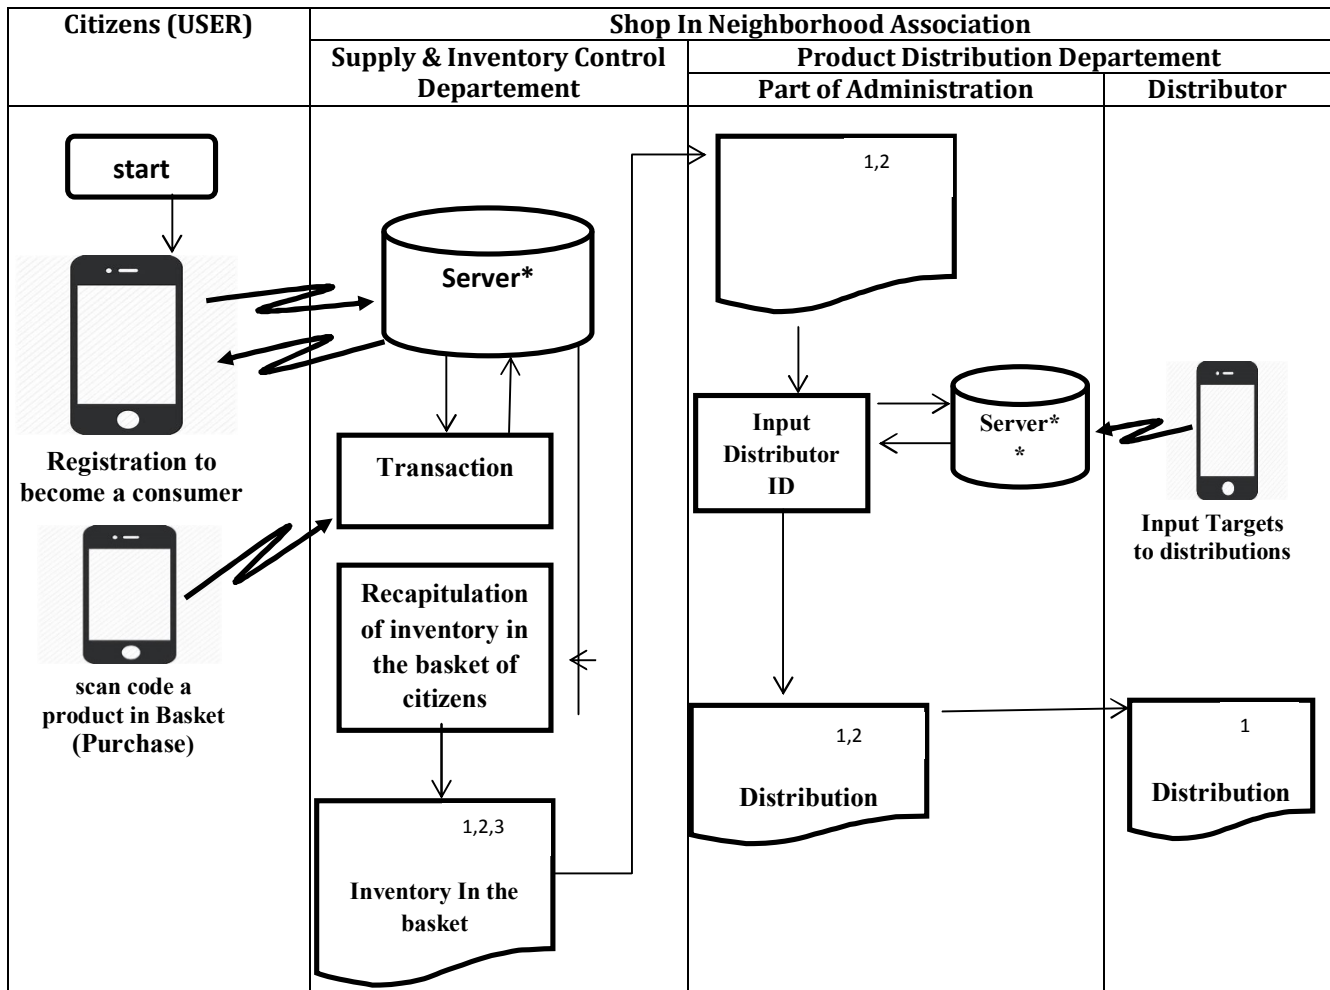 Citizens (USER)
Shop In Neighborhood Association
Supply & Inventory Control
Departement
Product Distribution Departement
Part of Administration
Distributor
start
Registration to
become a consumer
scan code a
product in Basket
(Purchase)
Server*
Transaction
Recapitulation
of inventory in
the basket of
citizens
1,2,3
Inventory In the
basket
1,2
Input
Distributor
ID
Server*
*
1,2
Distribution
Input Targets
to distributions
1
Distribution